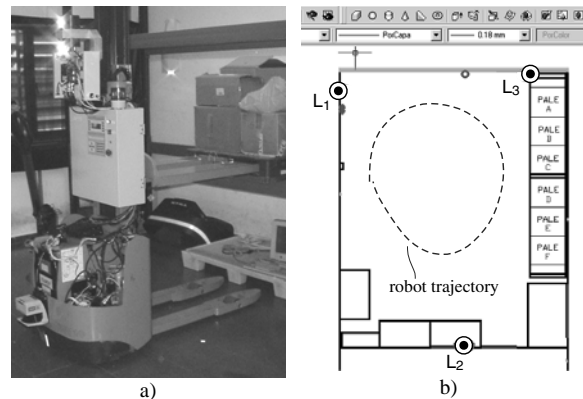 PorCapa
0.18 mm
PorColor
L3
L1
PALE
A
PALE
B
PALE
C
PALE
D
PALE
E
PALE
F
robot trajectory
L2
a)
b)